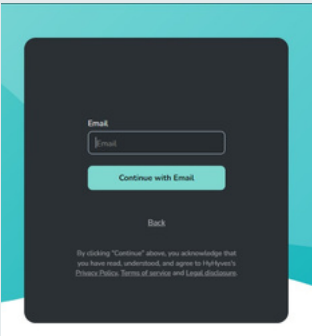 Email
Email
Continue with Email
Back
By clicking "Continue" above, you acknowledge that
you have read, understood, and agree to HyHyves's
Privacy Policy, Terms of service and Legal disclosure